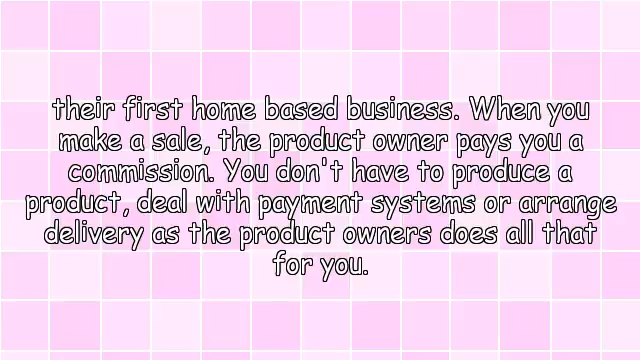 their first home based business. When you
make a sale, the product owner pays you a
commission. You don't have to produce a
product, deal with payment systems or arrange
delivery as the product owners does all that
for you.